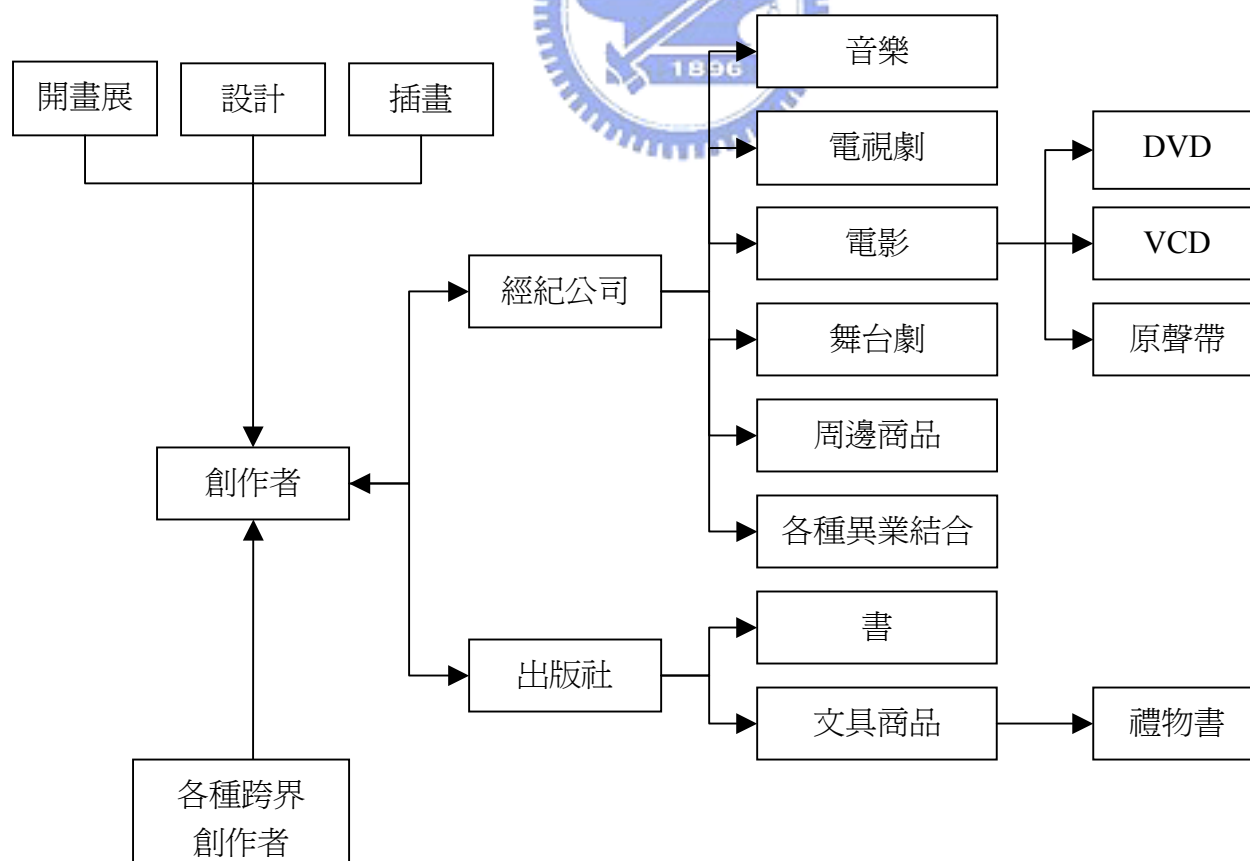 1896
音樂
開畫展
設計
插畫
電視劇
DVD
電影
VCD
經紀公司
舞台劇
原聲帶
周邊商品
創作者
各種異業結合
書
出版社
文具商品
禮物書
各種跨界
創作者